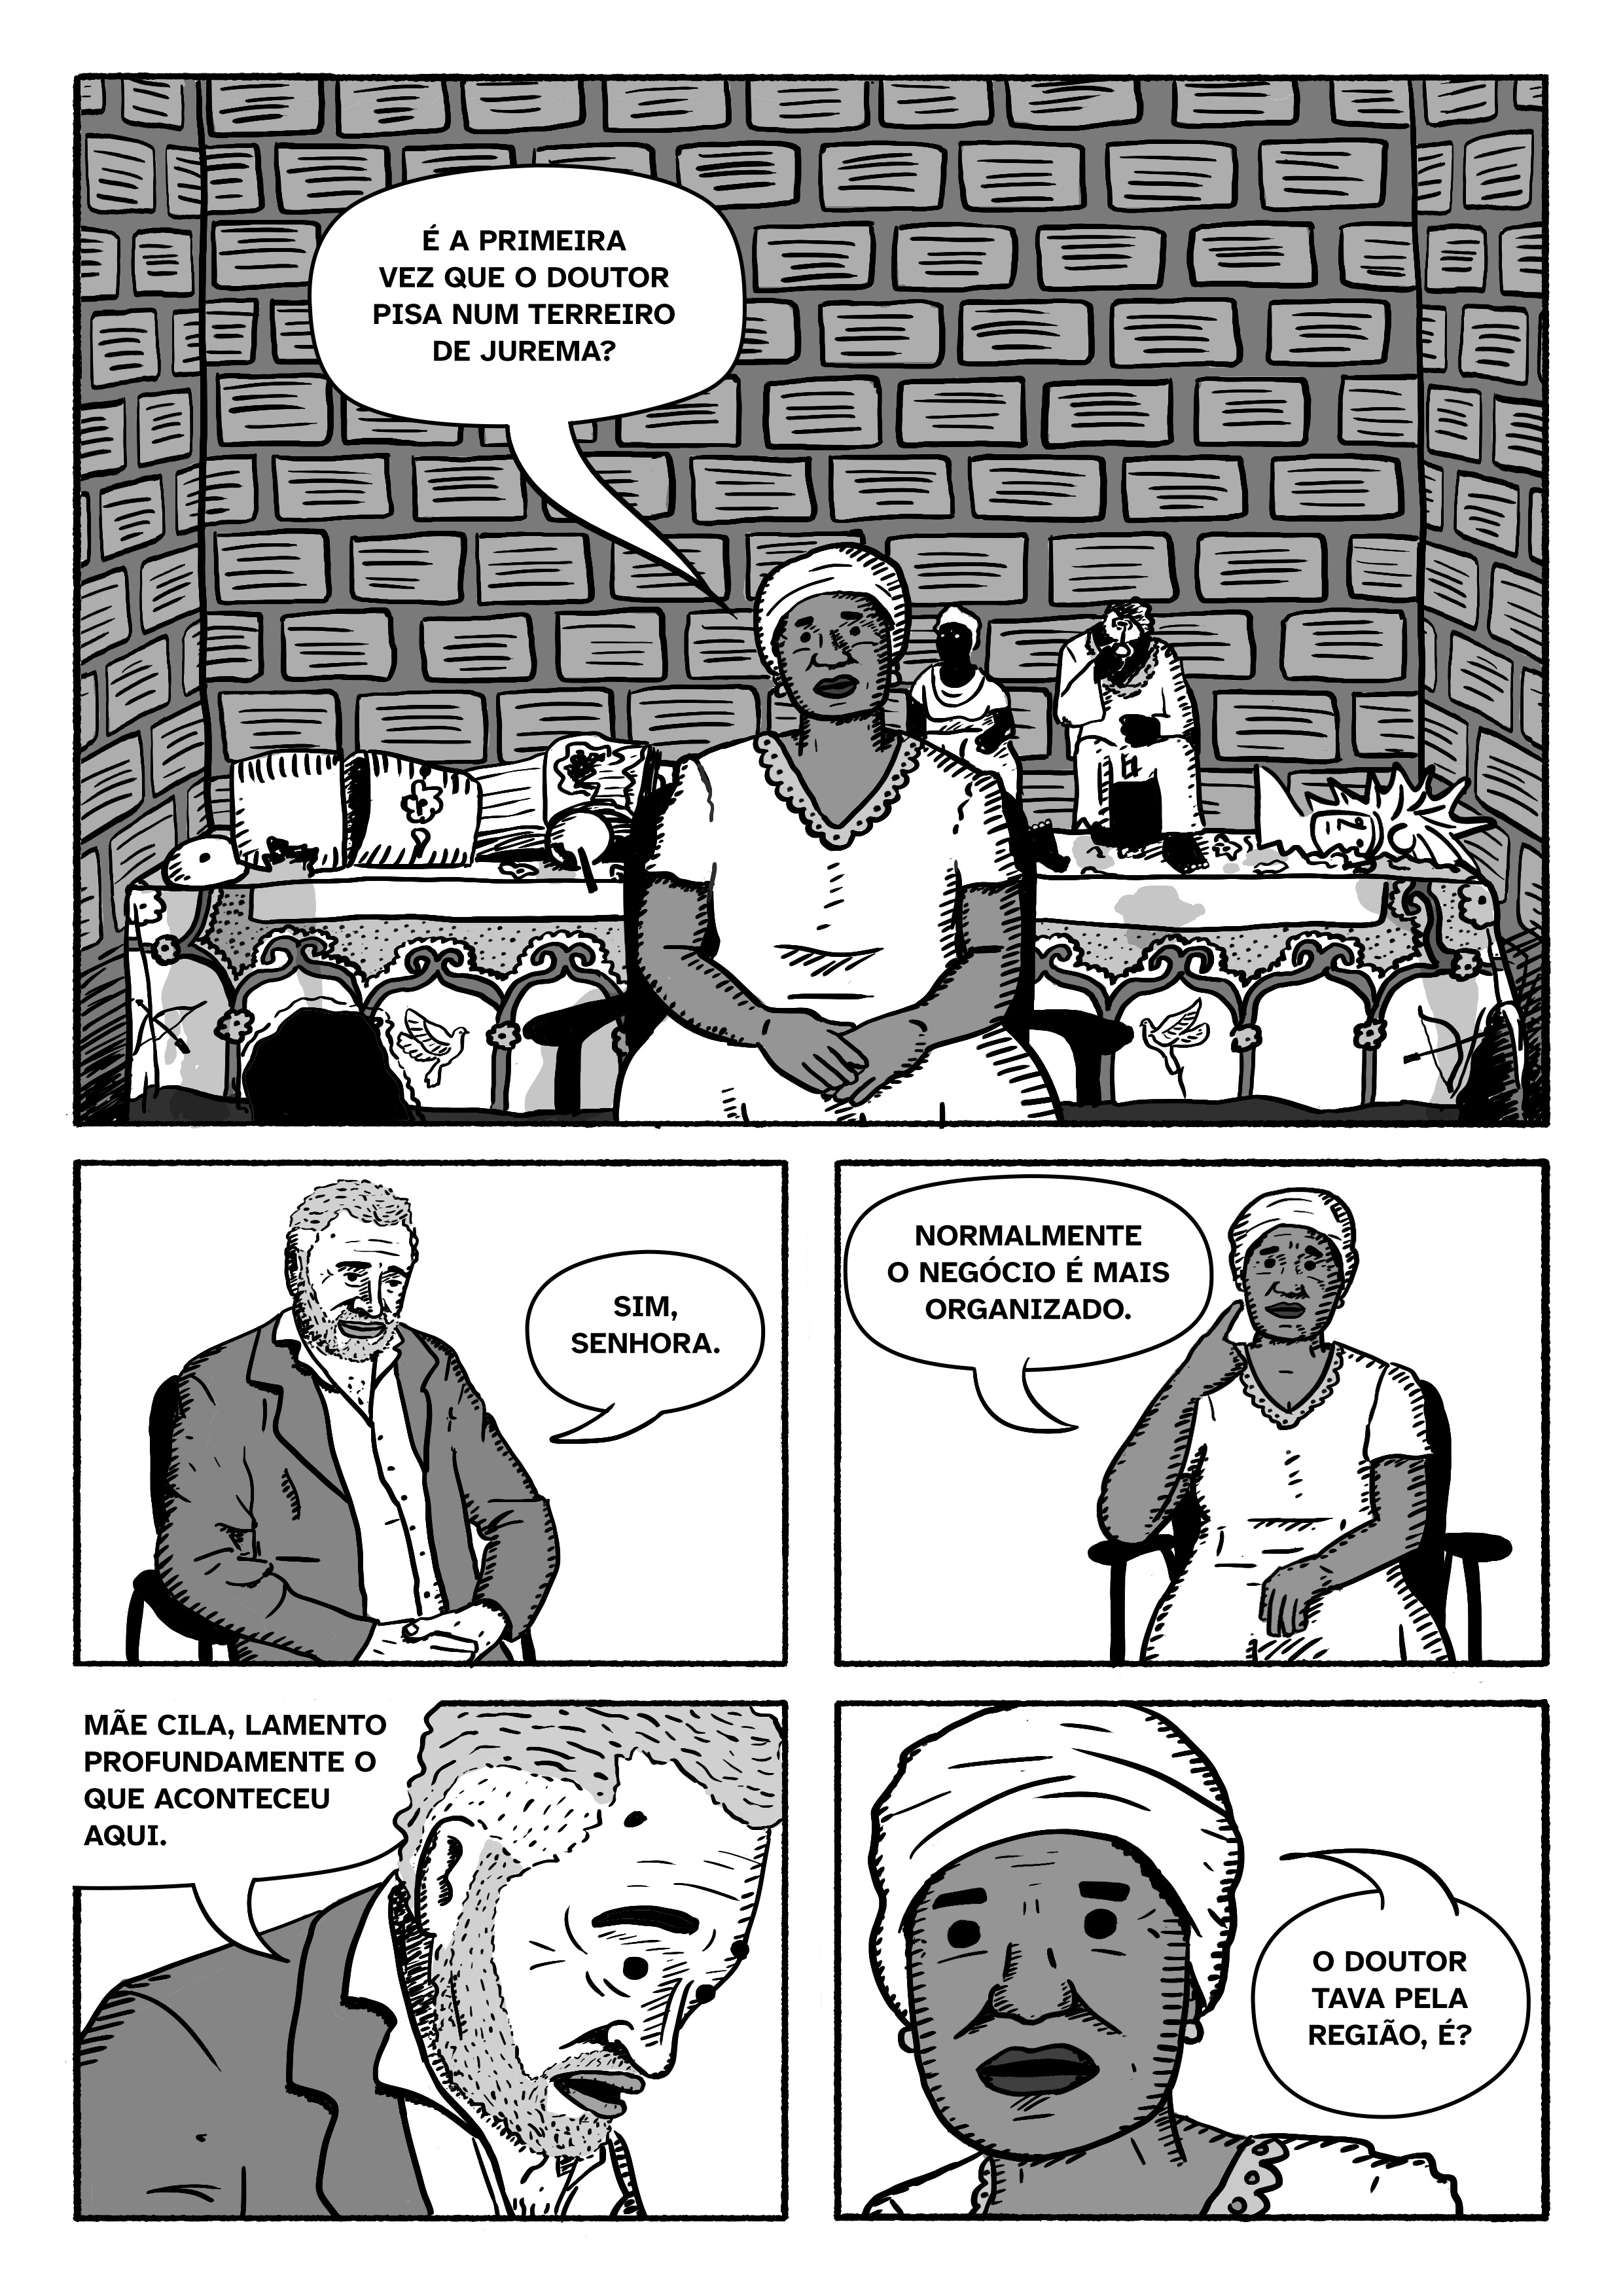 É A PRIMEIRA
VEZ QUE O DOUTOR
PISA NUM TERREIRO
DE JUREMA?
SIM,
SENHORA.
NORMALMENTE
O NEGÓCIO É MAIS
ORGANIZADO.
MÃE CILA, LAMENTO
PROFUNDAMENTE O
QUE ACONTECEU
AQUI.
O DOUTOR
TAVA PELA
REGIÃO, É?